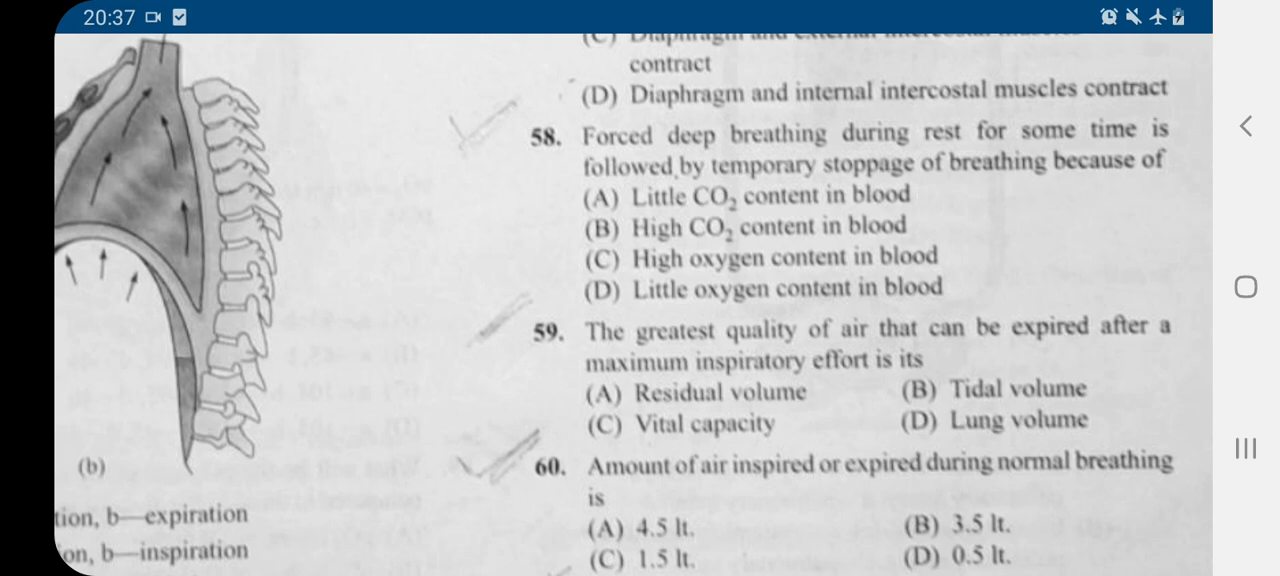 20:37
contract
(D) Diaphragm and internal intercostal muscles contract
58. Forced deep breathing during rest for some time is
followed by temporary stoppage of breathing because of
(A) Little CO₂ content in blood
(B) High CO₂ content in blood
(C) High oxygen content in blood
(D) Little oxygen content in blood
59. The greatest quality of air that can be expired after a
maximum inspiratory effort is its
(A) Residual volume (B) Tidal volume
(C) Vital capacity (D) Lung volume
60. Amount of air inspired or expired during normal breathing
is
(A) 4.5 lt. (B) 3.5 lt.
(C) 1.5 lt. (D) 0.5 lt.
(b)
tion, b—expiration
on, b—inspiration